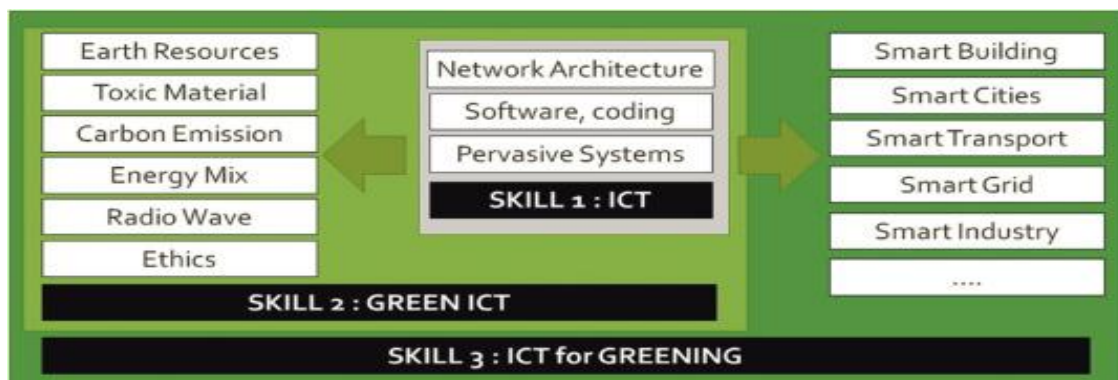 Earth Resources
Toxic Material
Carbon Emission
Energy Mix
Radio Wave
Ethics
Network Architecture
Software, coding
Pervasive Systems
SKILL 1 : ICT
SKILL 2 : GREEN ICT
Smart Building
Smart Cities
Smart Transport
Smart Grid
Smart Industry
....
SKILL 3 : ICT for GREENING